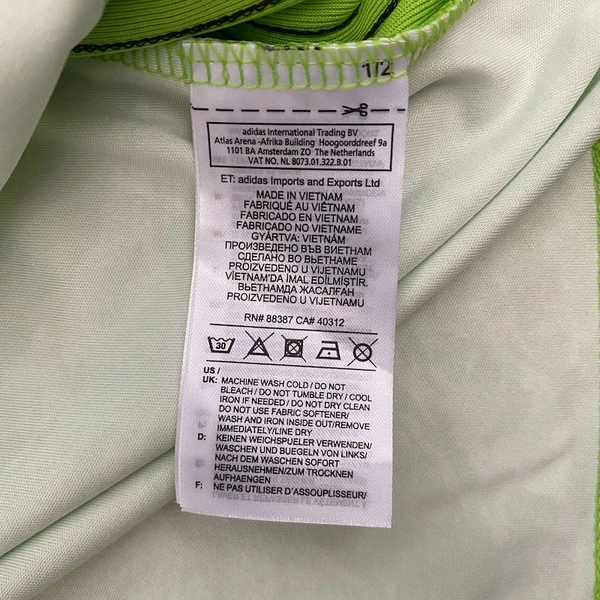 1/2
adidas International Trading BV
Atlas Arena -Afrika Building Hoogoorddreef 9a
1101 BA Amsterdam ZO The Netherlands
VAT NO. NL 8073.01.322.B.01
ET: adidas Imports and Exports Ltd
MADE IN VIETNAM
FABRIQUÉ AU VIÊTNAM
FABRICADO EN VIETNAM
FABRICADO NO VIETNAME
GYÁRTVA: VIETNÁM
ПРОИЗВЕДЕНО ВЪВ ВИЕТНАМ
СДЕЛАНО ВО ВЬЕТНАМЕ
PROIZVEDENO U VIJETNAMU
VİETNAM'DA İMAL EDİLMİŞTİR.
ВЬЕТНАМДА ЖАСАЛҒАН
PROIZVEDENO U VIJETNAMU
RN# 88387 CA# 40312
30
US /
UK: MACHINE WASH COLD / DO NOT
BLEACH / DO NOT TUMBLE DRY / COOL
IRON IF NEEDED / DO NOT DRY CLEAN
DO NOT USE FABRIC SOFTENER/
WASH AND IRON INSIDE OUT/REMOVE
IMMEDIATELY/LINE DRY
D: KEINEN WEICHSPUELER VERWENDEN/
WASCHEN UND BUEGELN VON LINKS/
NACH DEM WASCHEN SOFORT
HERAUSNEHMEN/ZUM TROCKNEN
AUFHAENGEN
F: NE PAS UTILISER D'ASSOUPLISSEUR/